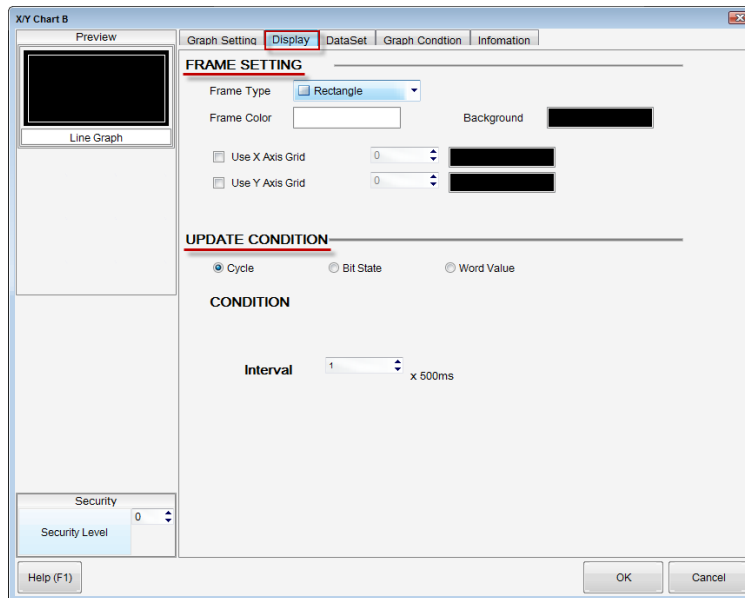 X/Y Chart B
Preview
Line Graph
Graph Setting Display DataSet Graph Condtion Infomation
FRAME SETTING
Frame Type Rectangle
Frame Color Background
Use X Axis Grid 0
Use Y Axis Grid 0
UPDATE CONDITION
Cycle Bit State Word Value
CONDITION
Interval 1 x 500ms
Security
Security Level 0
Help (F1) OK Cancel